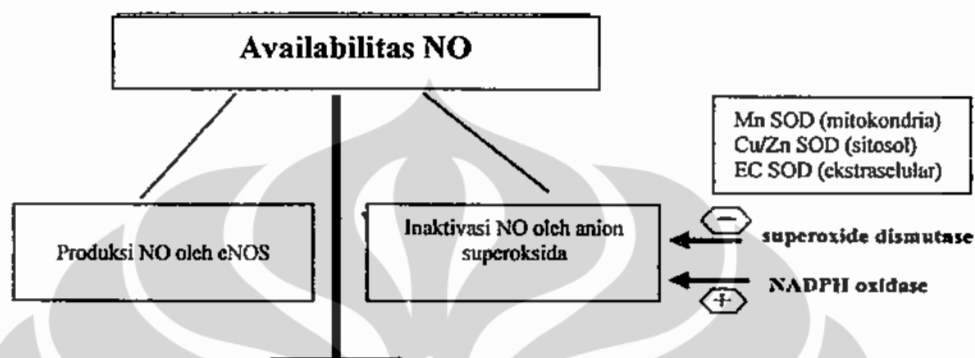 Availabilitas NO
Mn SOD (mitokondria)
Cu/Zn SOD (sitosol)
EC SOD (ekstraselular)
Produksi NO oleh eNOS
Inaktivasi NO oleh anion
superoksida
−
superoxide dismutase
NADPH oxidase
+